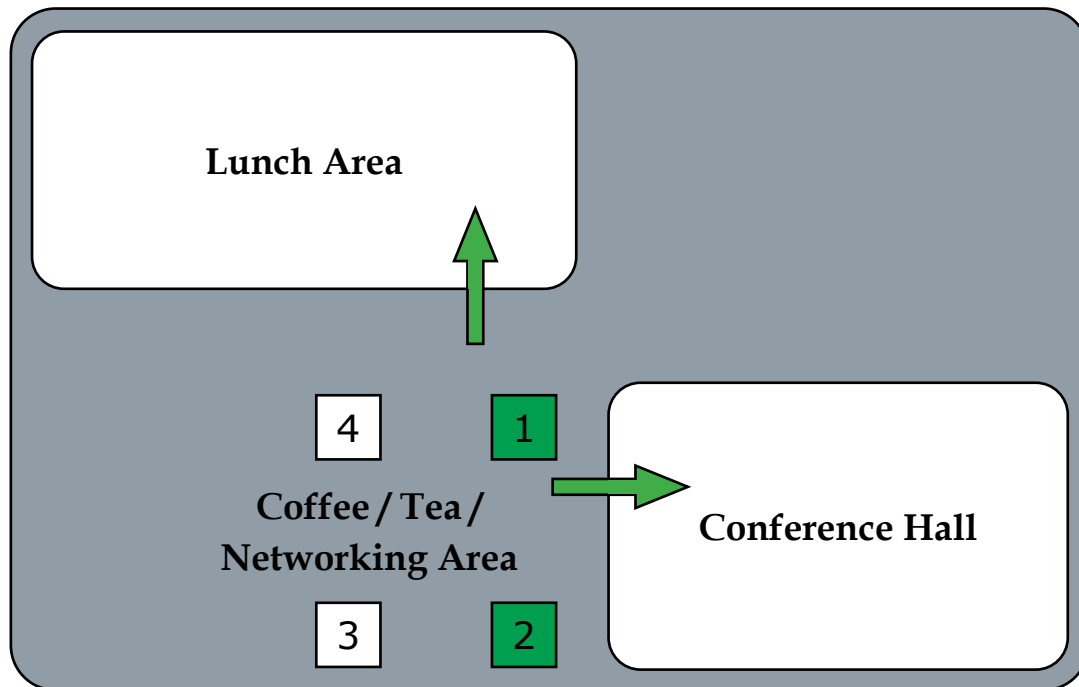 Lunch Area
4
1
Coffee / Tea /
Networking Area
Conference Hall
3
2